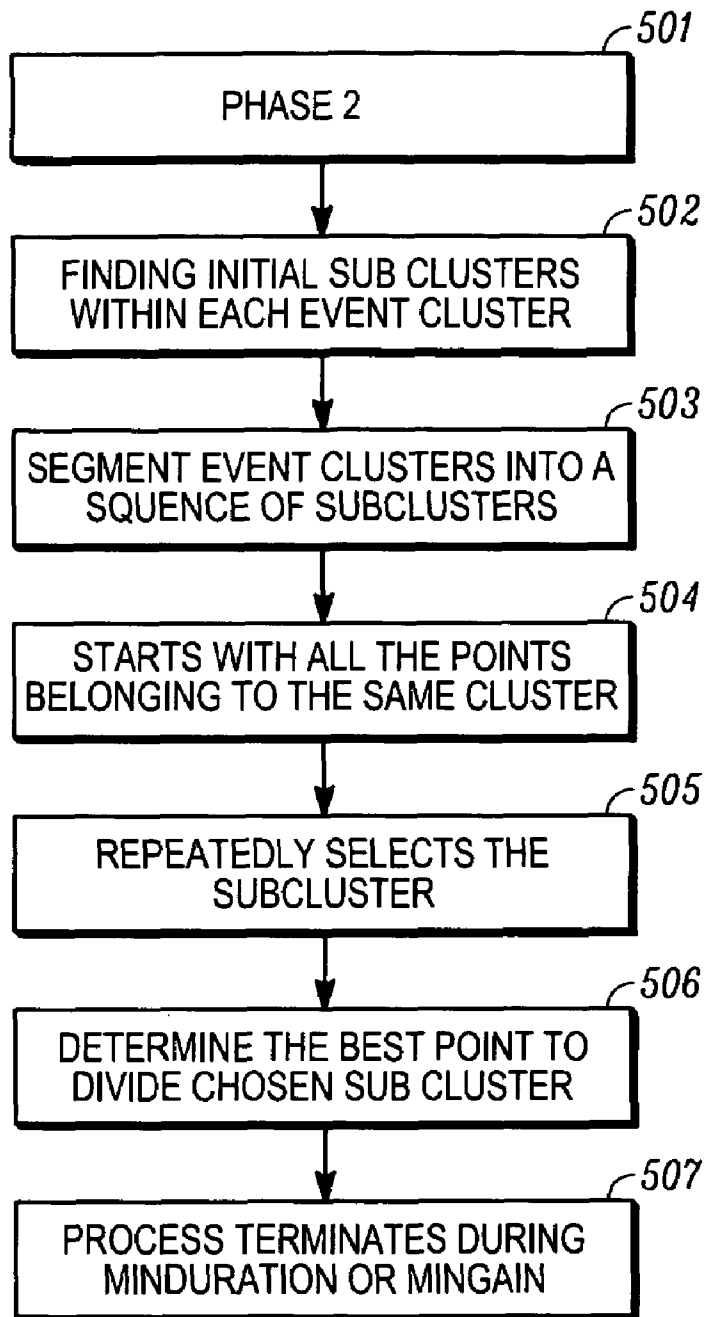 501
PHASE 2
502
FINDING INITIAL SUB CLUSTERS
WITHIN EACH EVENT CLUSTER
503
SEGMENT EVENT CLUSTERS INTO A
SQUENCE OF SUBCLUSTERS
504
STARTS WITH ALL THE POINTS
BELONGING TO THE SAME CLUSTER
505
REPEATEDLY SELECTS THE
SUBCLUSTER
506
DETERMINE THE BEST POINT TO
DIVIDE CHOSEN SUB CLUSTER
507
PROCESS TERMINATES DURING
MINDURATION OR MINGAIN